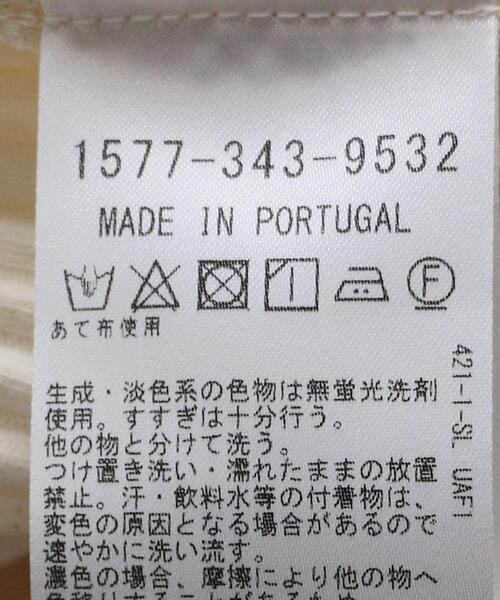 1577-343-9532
MADE IN PORTUGAL
F
あて布使用
生成・淡色系の色物は無蛍光洗剤
使用。すすぎは十分行う。
他の物と分けて洗う。
つけ置き洗い・濡れたままの放置
禁止。汗・飲料水等の付着物は、
変色の原因となる場合があるので
速やかに洗い流す。
濃色の場合、摩擦により他の物へ
421-1-SL UAF1